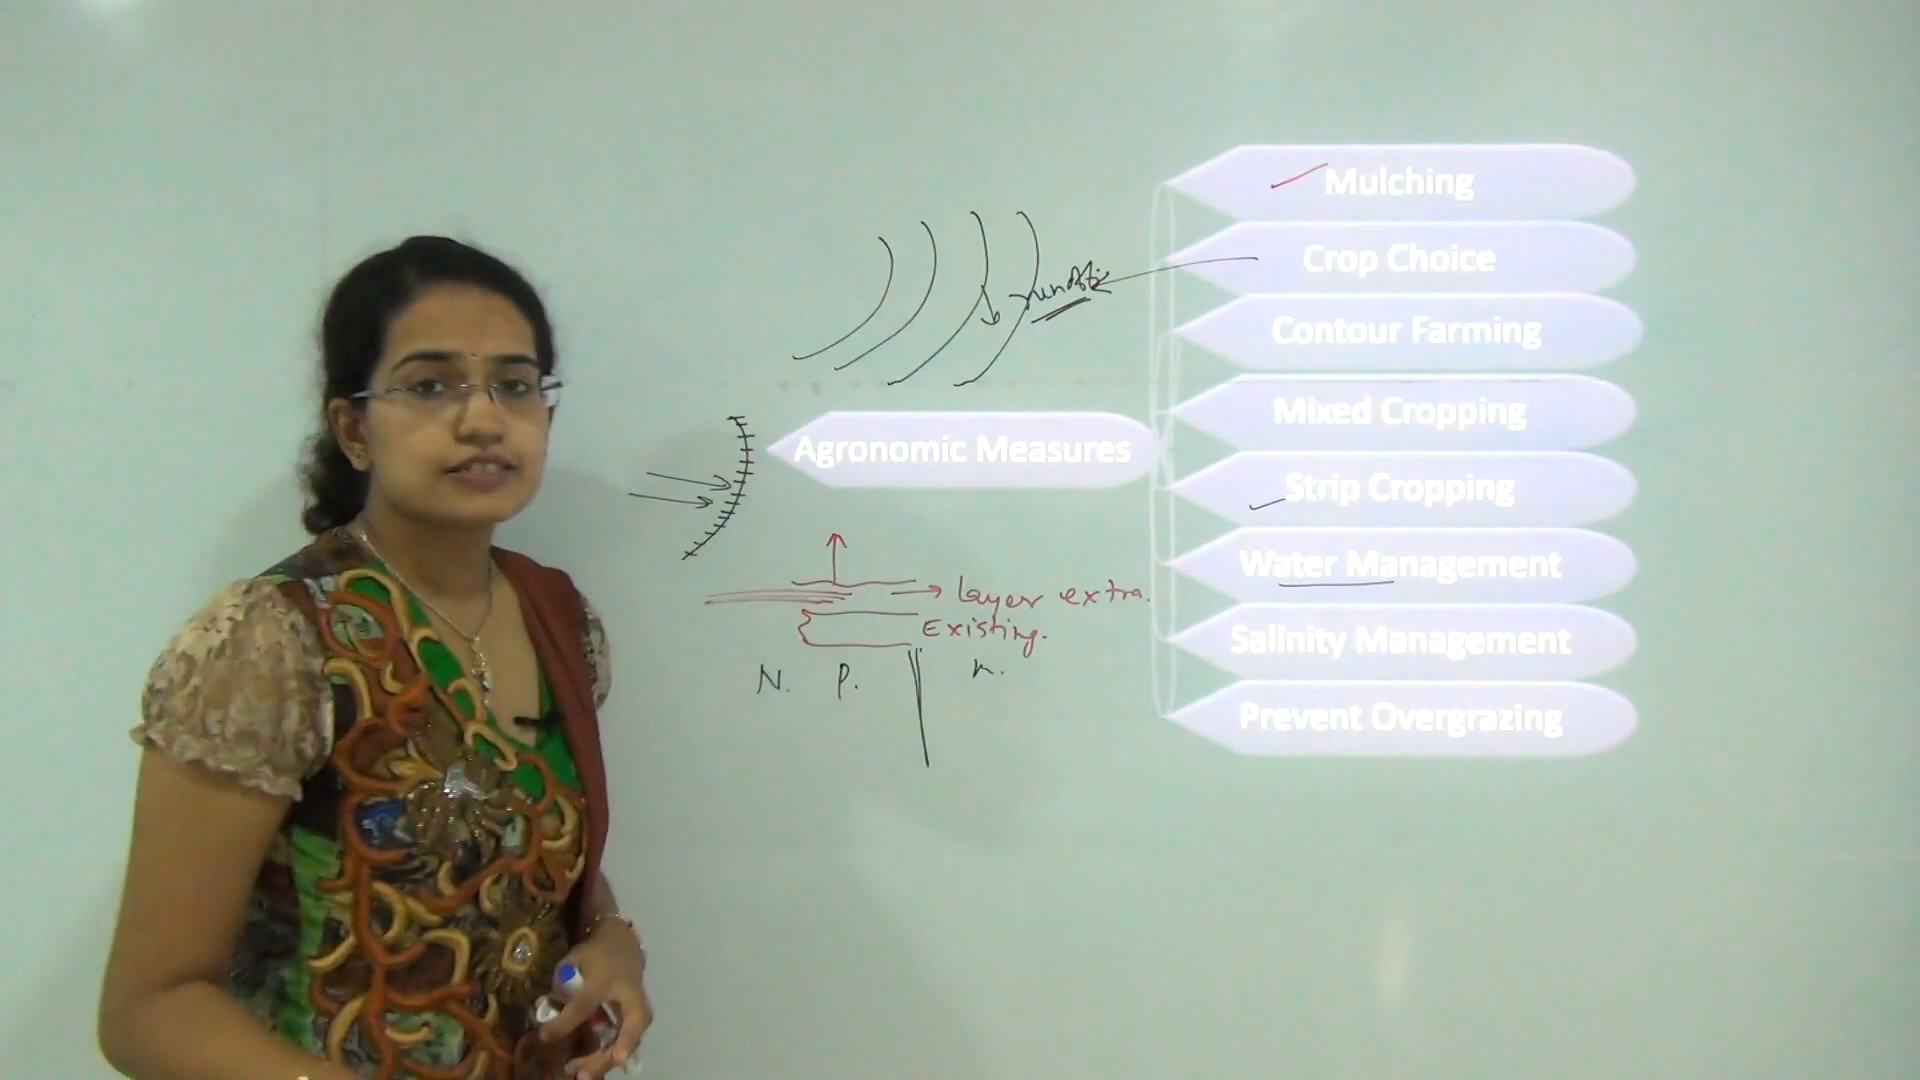 Mulching
Crop Choice
Contour Farming
Mixed Cropping
Agronomic Measures
Strip Cropping
Water Management
Layer extra.
Existing.
N. P.
Salinity Management
Prevent Overgrazing